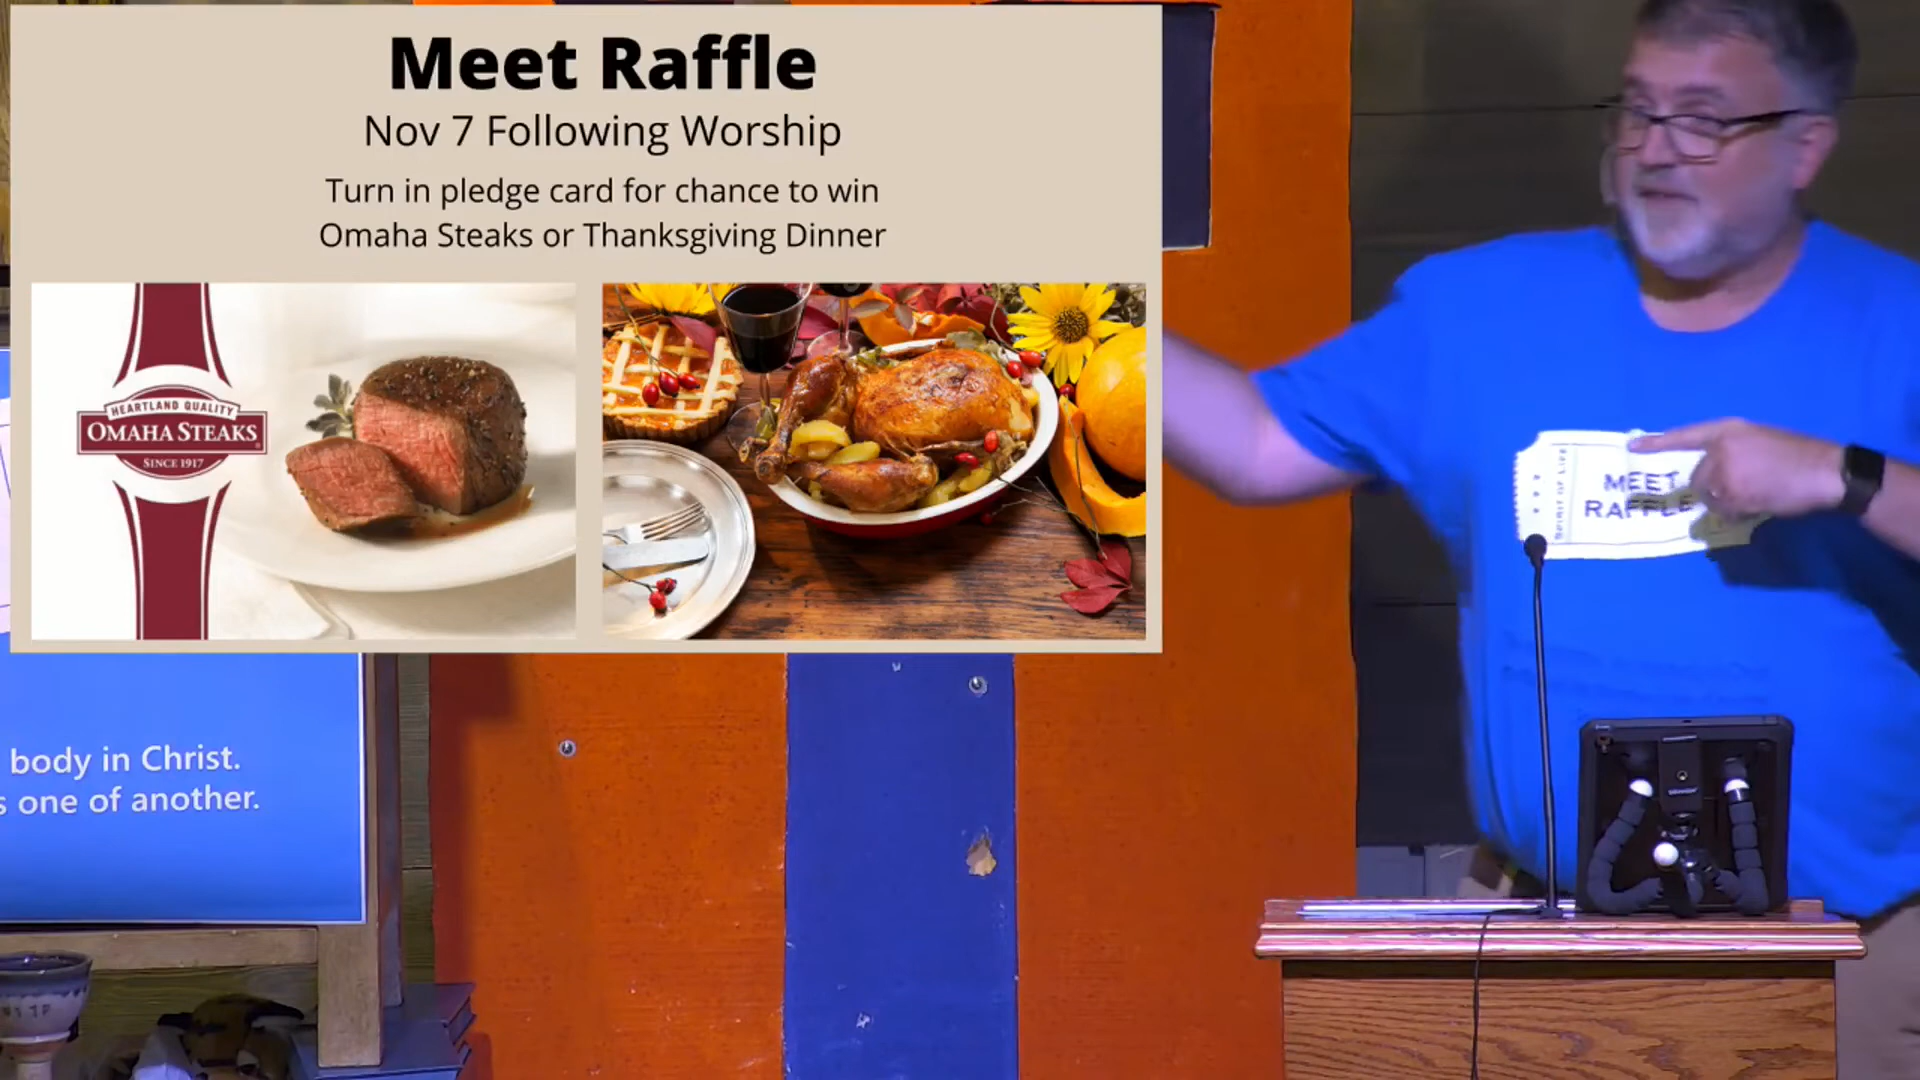 Meet Raffle
Nov 7 Following Worship
Turn in pledge card for chance to win
Omaha Steaks or Thanksgiving Dinner
HEARTLAND QUALITY
OMAHA STEAKS
SINCE 1917
MEET
RAFFLE
body in Christ.
s one of another.